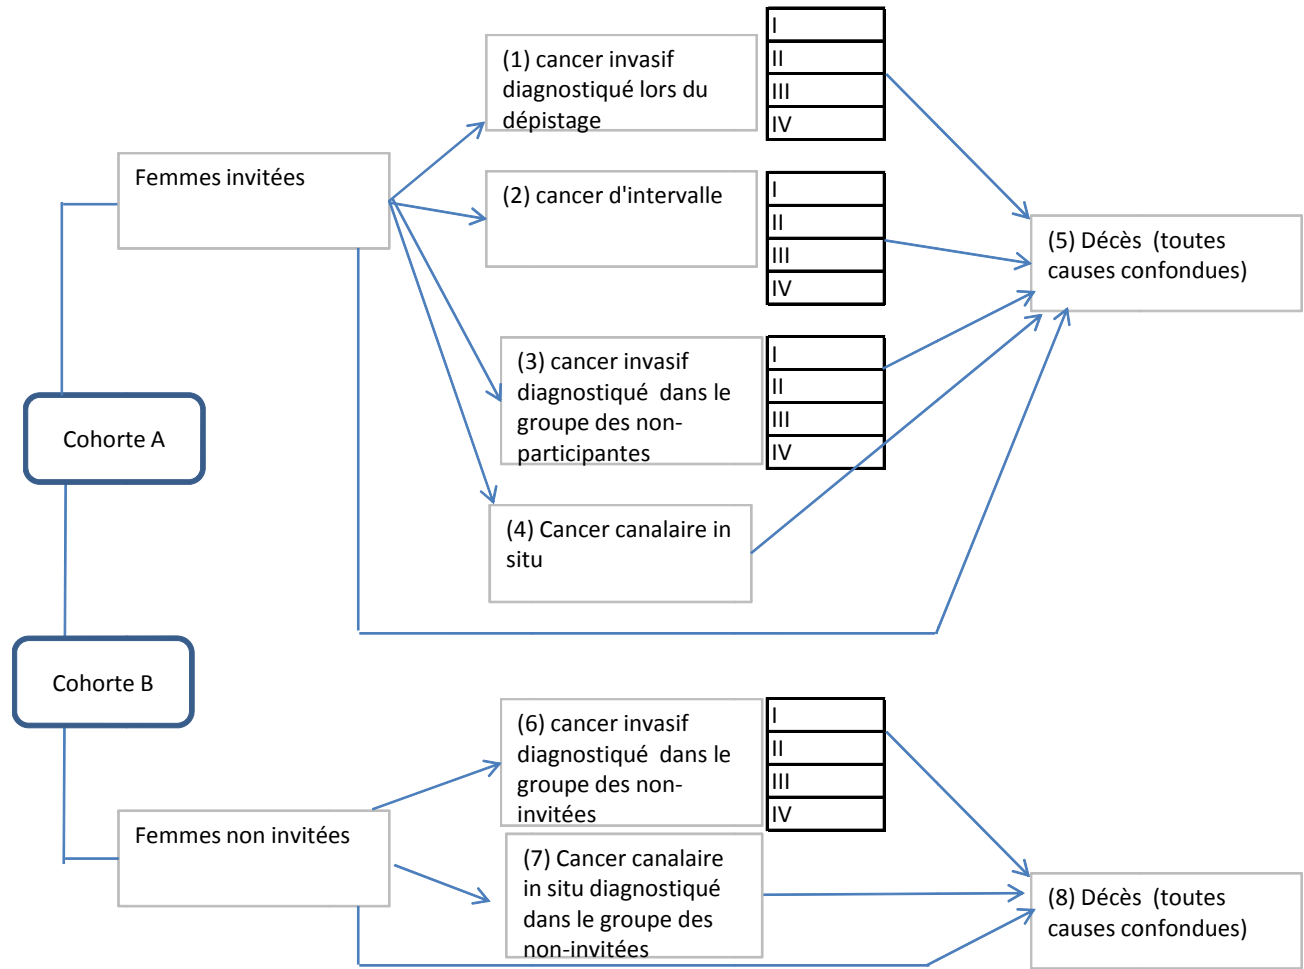 (1) cancer invasif
diagnostiqué lors du
dépistage
I
II
III
IV
Femmes invitées
(2) cancer d'intervalle
I
II
III
IV
(5) Décès (toutes
causes confondues)
(3) cancer invasif
diagnostiqué dans le
groupe des non-
participantes
I
II
III
IV
Cohorte A
(4) Cancer canalaire in
situ
Cohorte B
(6) cancer invasif
diagnostiqué dans le
groupe des non-
invitées
I
II
III
IV
Femmes non invitées
(7) Cancer canalaire
in situ diagnostiqué
dans le groupe des
non-invitées
(8) Décès (toutes
causes confondues)